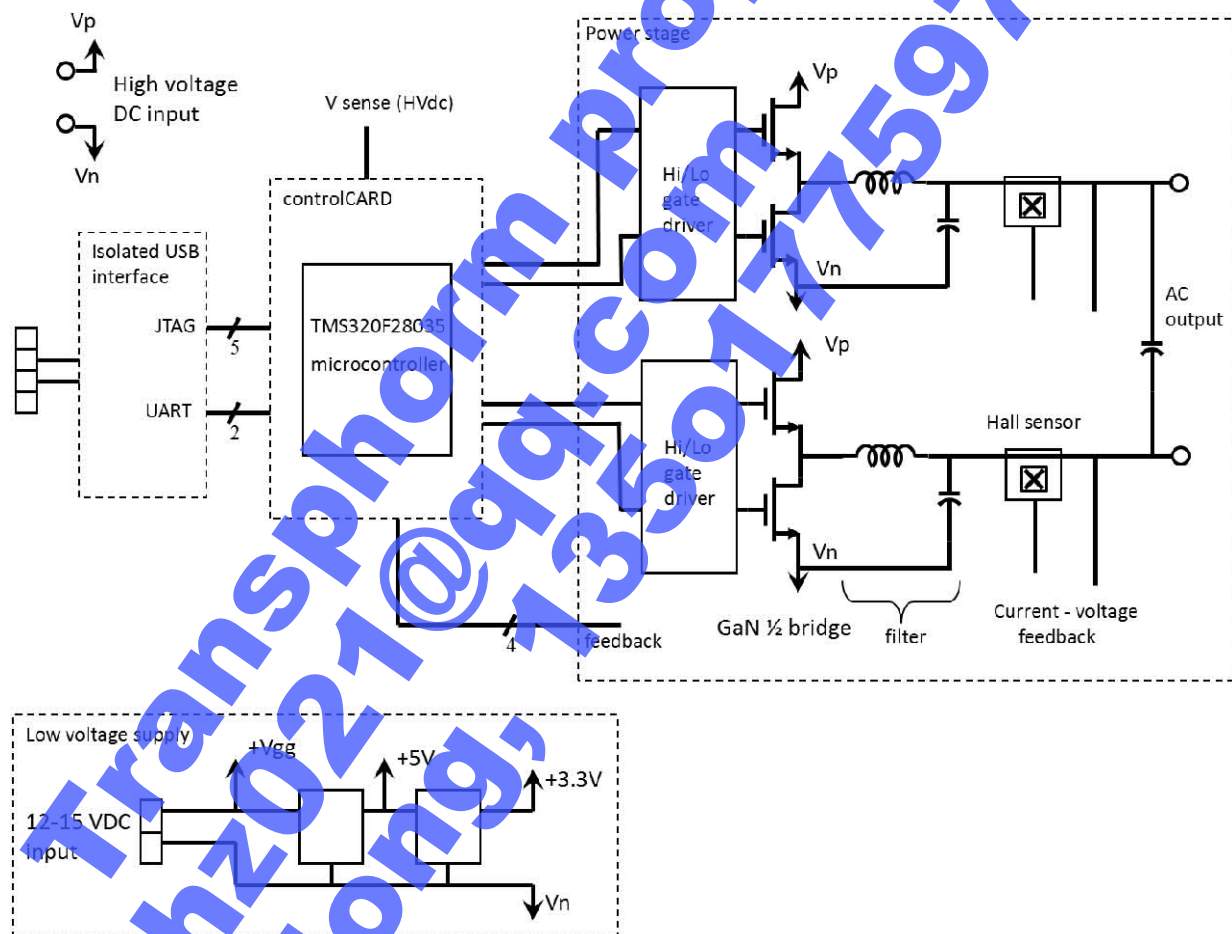 Vp
High voltage
DC input
Vn
V sense (HVdc)
controlCARD
TMS320F28035
microcontroller
Isolated USB
interface
JTAG
5
UART
2
Power stage
Hi/Lo
gate
driver
Vp
Vn
Hi/Lo
gate
driver
Vp
Vn
AC
output
Hall sensor
GaN ½ bridge
filter
Current - voltage
feedback
4
feedback
Low voltage supply
12-15 VDC
input
+Vgg
+5V
+3.3V
Vn
Transphorm